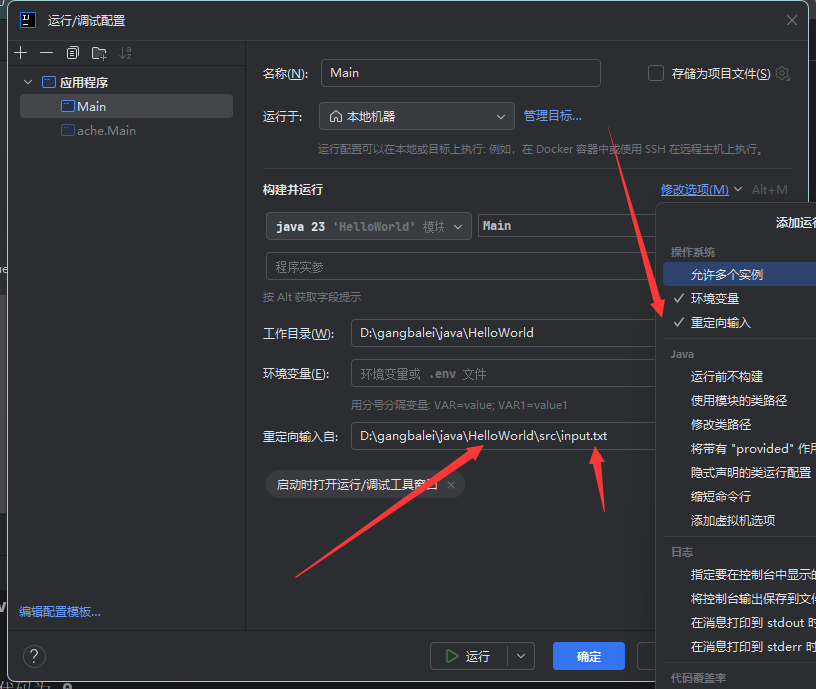 运行/调试配置
应用程序
Main
ache.Main
编辑配置模板...
名称(N):
Main
存储为项目文件(S)
运行于:
本地机器
管理目标...
运行配置可以在本地或目标上执行: 例如，在 Docker 容器中或使用 SSH 在远程主机上执行。
构建并运行
修改选项(M)
Alt+M
java 23 'HelloWorld' 模块
Main
程序实参
按 Alt 获取字段提示
工作目录(W):
D:\gangbalei\java\HelloWorld
环境变量(E):
环境变量或 .env 文件
用分号分隔变量: VAR=value; VAR1=value1
重定向输入自:
D:\gangbalei\java\HelloWorld\src\input.txt
启动时打开运行/调试工具窗口
添加运行
操作系统
允许多个实例
环境变量
重定向输入
Java
运行前不构建
使用模块的类路径
修改类路径
将带有 "provided" 作用
隐式声明的类运行配置
缩短命令行
添加虚拟机选项
日志
指定要在控制台中显示的
将控制台输出保存到文件
在消息打印到 stdout 时
在消息打印到 stderr 时
代码覆盖率
?
运行
确定